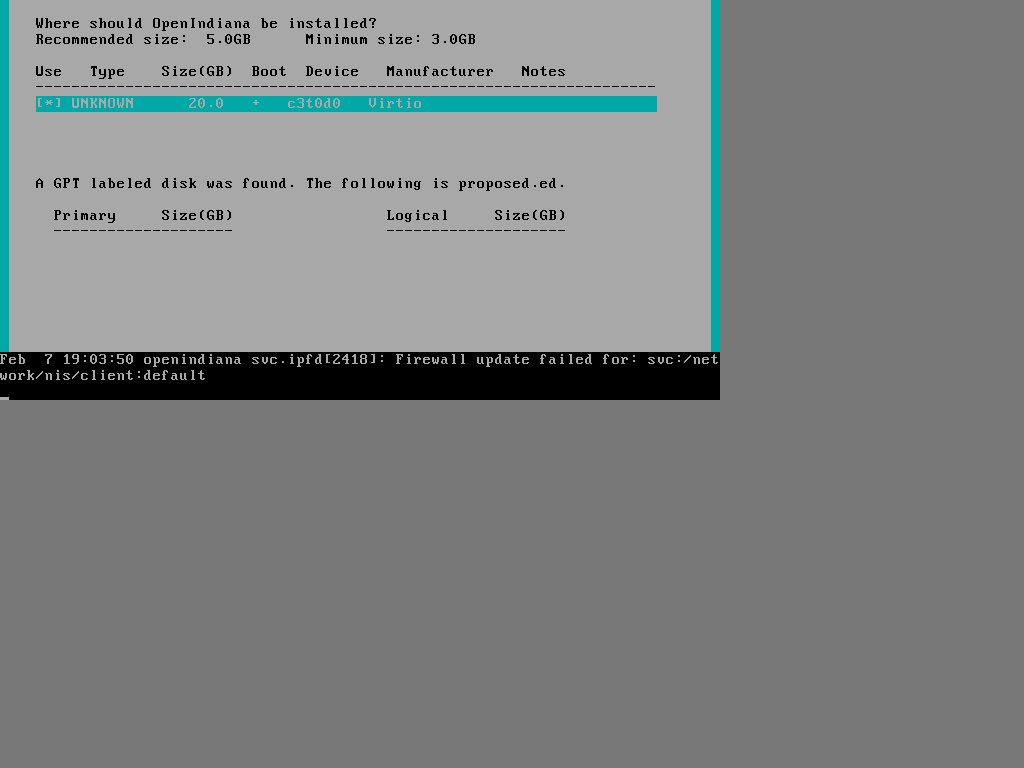 Where should OpenIndiana be installed?
Recommended size:  5.0GB      Minimum size: 3.0GB
Use   Type    Size(GB)  Boot  Device   Manufacturer   Notes
[*] UNKNOWN      20.0   +   c3t0d0   Virtio
A GPT labeled disk was found. The following is proposed.ed.
Primary     Size(GB)                 Logical     Size(GB)
Feb  7 19:03:50 openindiana svc.ipfd[2418]: Firewall update failed for: svc:/net
work/nis/client:default